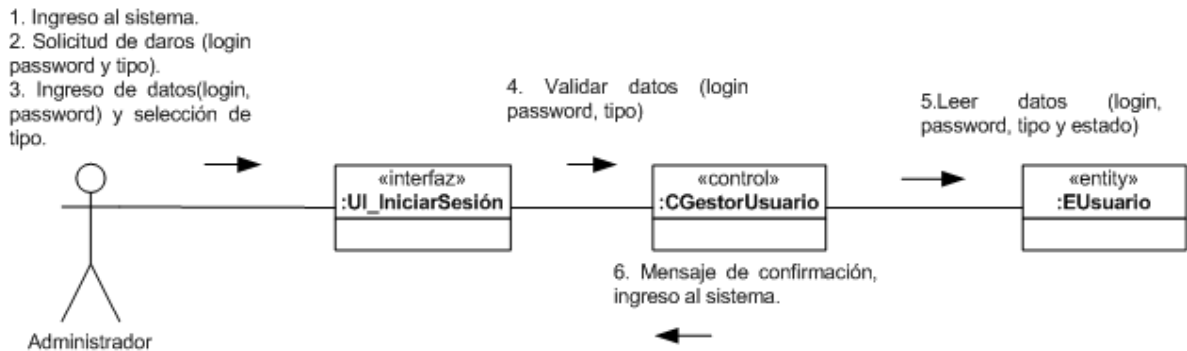 1. Ingreso al sistema.
2. Solicitud de daros (login
password y tipo).
3. Ingreso de datos(login,
password) y selección de
tipo.
4. Validar datos (login
password, tipo)
5.Leer datos (login,
password, tipo y estado)
«interfaz»
:UI_IniciarSesión
«control»
:CGestorUsuario
«entity»
:EUsuario
6. Mensaje de confirmación,
ingreso al sistema.
Administrador